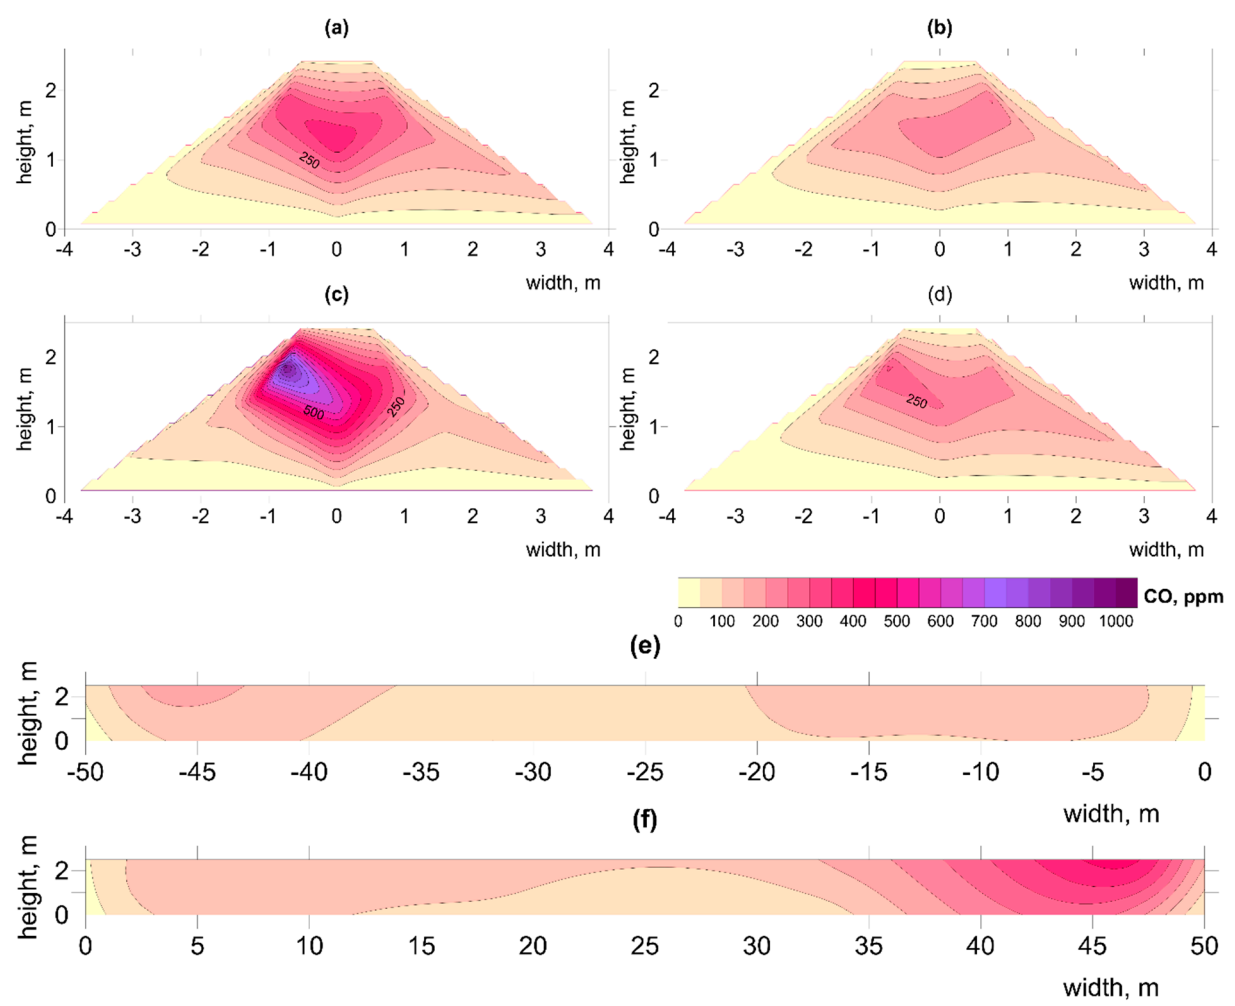 (a) (b)
height, m 2 1 0 250 height, m 2 1 0
-4 -3 -2 -1 0 1 2 3 4 -4 -3 -2 -1 0 1 2 3 4
width, m width, m
(c) (d)
height, m 2 1 0 500 250 height, m 2 1 0 250
-4 -3 -2 -1 0 1 2 3 4 -4 -3 -2 -1 0 1 2 3 4
width, m width, m
CO, ppm
0 100 200 300 400 500 600 700 800 900 1000
(e)
height, m 2 0
-50 -45 -40 -35 -30 -25 -20 -15 -10 -5 0
width, m
(f)
height, m 2 0
0 5 10 15 20 25 30 35 40 45 50
width, m